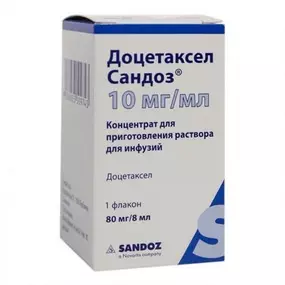 Доцетаксел
Сандоз®
10 мг/мл
Концентрат для
приготовления раствора
для инфузий
Доцетаксел
1 флакон
80 мг/8 мл
SANDOZ
a Novartis company
S